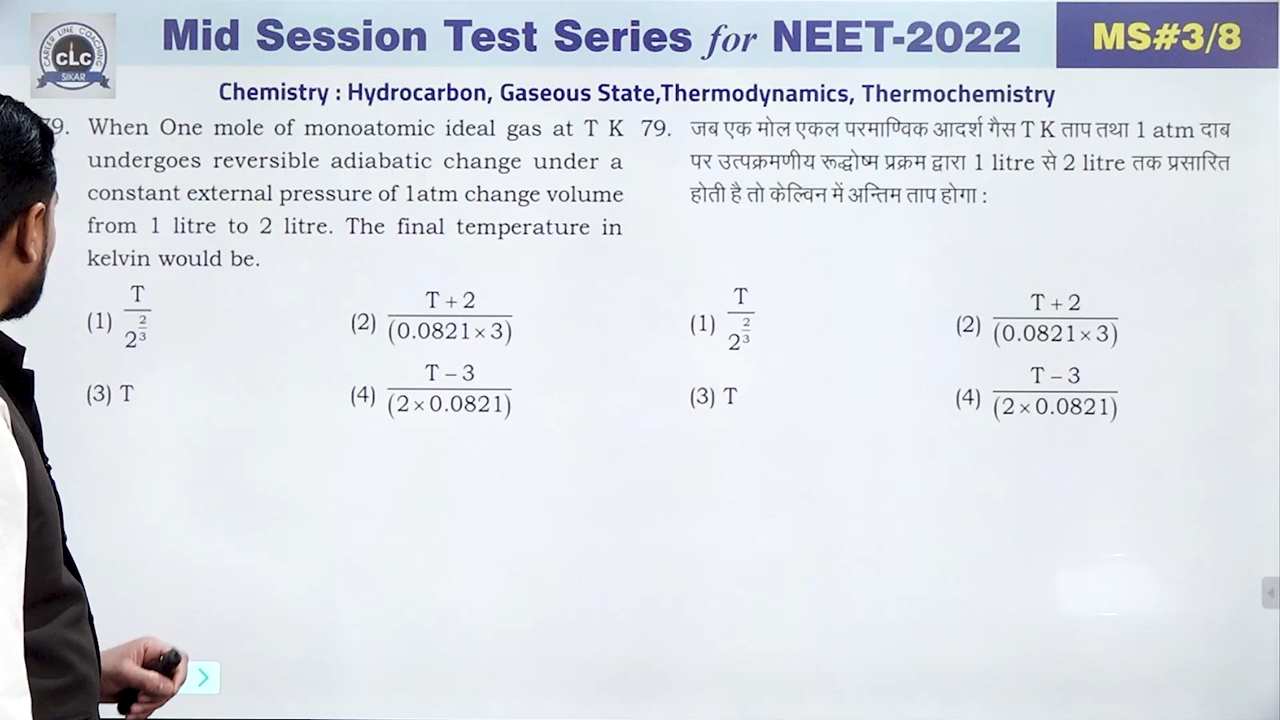 CAREER LINE COACHING
CLC
SIKAR
Mid Session Test Series for NEET-2022
MS#3/8
Chemistry : Hydrocarbon, Gaseous State,Thermodynamics, Thermochemistry
79. When One mole of monoatomic ideal gas at T K
undergoes reversible adiabatic change under a
constant external pressure of 1atm change volume
from 1 litre to 2 litre. The final temperature in
kelvin would be.
(1) T / 2^(2/3) (2) T + 2 / (0.0821×3)
(3) T (4) T – 3 / (2×0.0821)
79. जब एक मोल एकल परमाण्विक आदर्श गैस T K ताप तथा 1 atm दाब
पर उत्पक्रमणीय रूद्धोष्म प्रक्रम द्वारा 1 litre से 2 litre तक प्रसारित
होती है तो केल्विन में अन्तिम ताप होगा :
(1) T / 2^(2/3) (2) T + 2 / (0.0821×3)
(3) T (4) T – 3 / (2×0.0821)